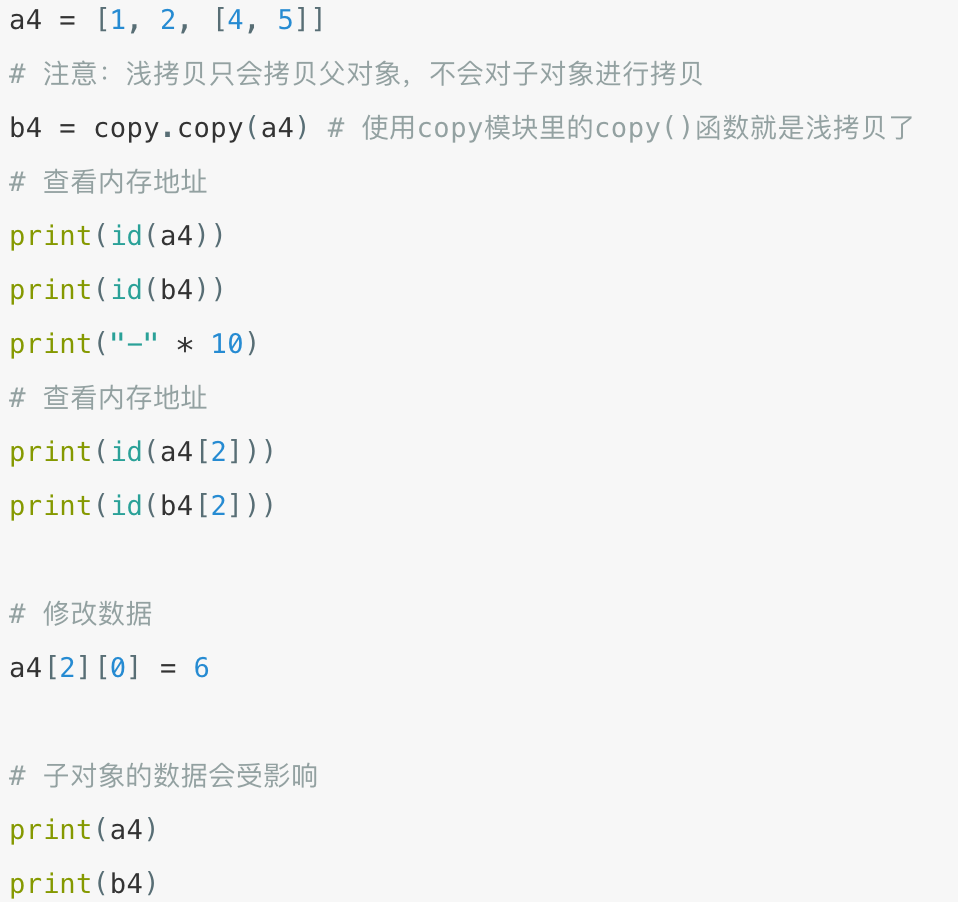 a4 = [1, 2, [4, 5]]
# 注意：浅拷贝只会拷贝父对象，不会对子对象进行拷贝
b4 = copy.copy(a4) # 使用copy模块里的copy()函数就是浅拷贝了
# 查看内存地址
print(id(a4))
print(id(b4))
print("-" * 10)
# 查看内存地址
print(id(a4[2]))
print(id(b4[2]))
# 修改数据
a4[2][0] = 6
# 子对象的数据会受影响
print(a4)
print(b4)